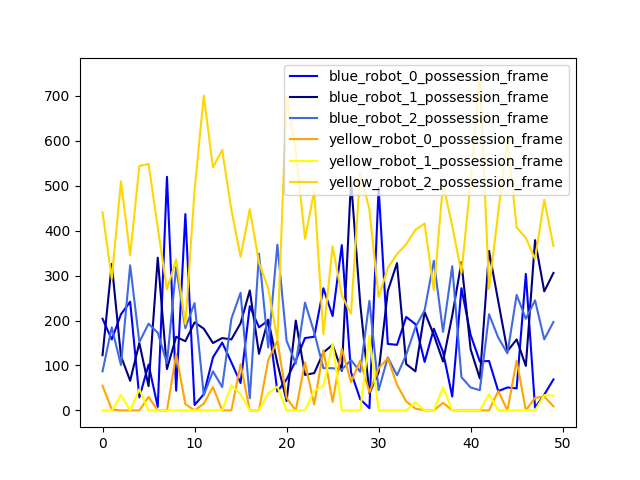 blue_robot_0_possession_frame
blue_robot_1_possession_frame
blue_robot_2_possession_frame
yellow_robot_0_possession_frame
yellow_robot_1_possession_frame
yellow_robot_2_possession_frame
700
600
500
400
300
200
100
0
0 10 20 30 40 50